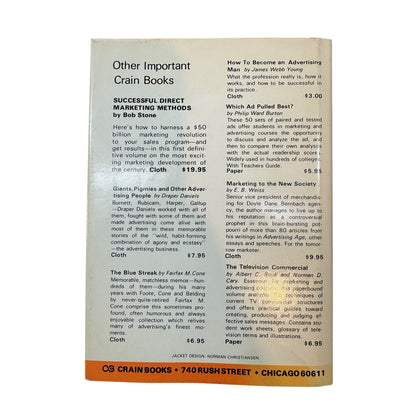 Other Important
Crain Books
SUCCESSFUL DIRECT
MARKETING METHODS
by Bob Stone
Here's how to harness a $50
billion marketing revolution
to your sales program—and
get results—in this first defini-
tive volume on the most excit-
ing marketing development of
the century. Cloth $19.95
Giants, Pigmies and Other Adver-
tising People by Draper Daniels
Burnett, Rubicam, Harper, Gallup
—Draper Daniels worked with all of
them, fought with some of them and
made advertising come alive with
most of them in these memorable
stories of the "wild, habit-forming
combination of agony and ecstasy"—
the advertising business.
Cloth $7.95
The Blue Streak by Fairfax M. Cone
Memorable, matchless memos—hun-
dreds of them—during his many
years with Foote, Cone and Belding
by never-quite-retired Fairfax M.
Cone comprise this sometimes pro-
found, often humorous and always
enjoyable collection which relives
many of advertising's finest mo-
ments.
Cloth $6.95
How To Become an Advertising
Man by James Webb Young
What the profession really is, how it
works, and how to be successful in
its practice.
Cloth $3.00
Which Ad Pulled Best?
by Philip Ward Burton
These 50 sets of paired and tested
ads offer students in marketing and
advertising courses the opportunity
to discuss and analyze the ad, and
then to compare their own analysis
with the actual readership score.
Widely used in hundreds of colleges.
With Teachers Guide.
Paper $5.95
Marketing to the New Society
by E. B. Weiss
Senior vice president of merchandis-
ing for Doyle Dane Bernbach agen-
cy, the author manages to live up to
his reputation as a controversial
prophet in this brain-busting pot-
pourri of more than 80 articles from
his writings in Advertising Age, other
essays and speeches. For the tomor-
row marketer.
Cloth $9.95
The Television Commercial
by Albert C. Book and Norman D.
Cary. Essential for marketing and
advertising this paperbound
volume analyzes techniques of
current TV commercial structures
and offers practical guides toward
creating, producing and judging ef-
fective sales messages. Contains stu-
dent work sheets, glossary of tele-
vision terms and illustrations.
Paper $6.95
JACKET DESIGN: NORMAN CHRISTIANSEN
CB CRAIN BOOKS • 740 RUSH STREET • CHICAGO 60611